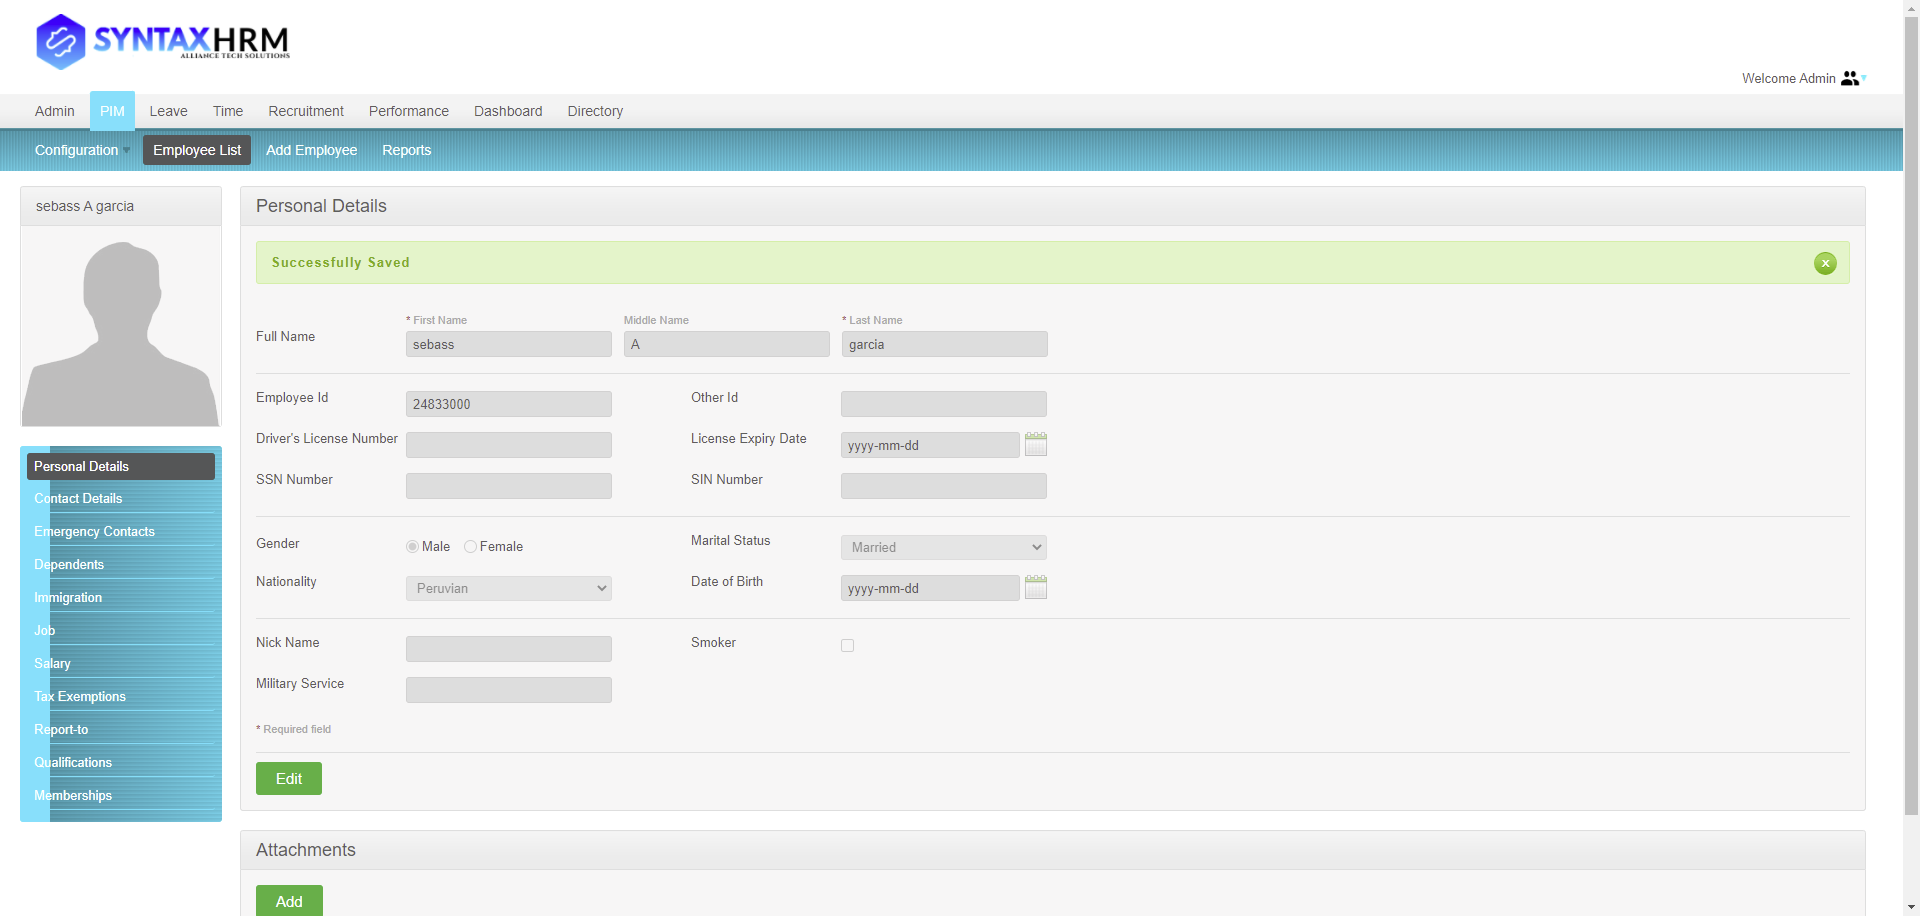 SYNTAXHRM
ALLIANCE TECH SOLUTIONS
Welcome Admin
Admin PIM Leave Time Recruitment Performance Dashboard Directory
Configuration Employee List Add Employee Reports
sebass A garcia
Personal Details
Contact Details
Emergency Contacts
Dependents
Immigration
Job
Salary
Tax Exemptions
Report-to
Qualifications
Memberships
Personal Details
Successfully Saved
x
* First Name Middle Name * Last Name
Full Name sebass A garcia
Employee Id 24833000 Other Id
Driver's License Number License Expiry Date yyyy-mm-dd
SSN Number SIN Number
Gender Male Female Marital Status Married
Nationality Peruvian Date of Birth yyyy-mm-dd
Nick Name Smoker
Military Service
* Required field
Edit
Attachments
Add